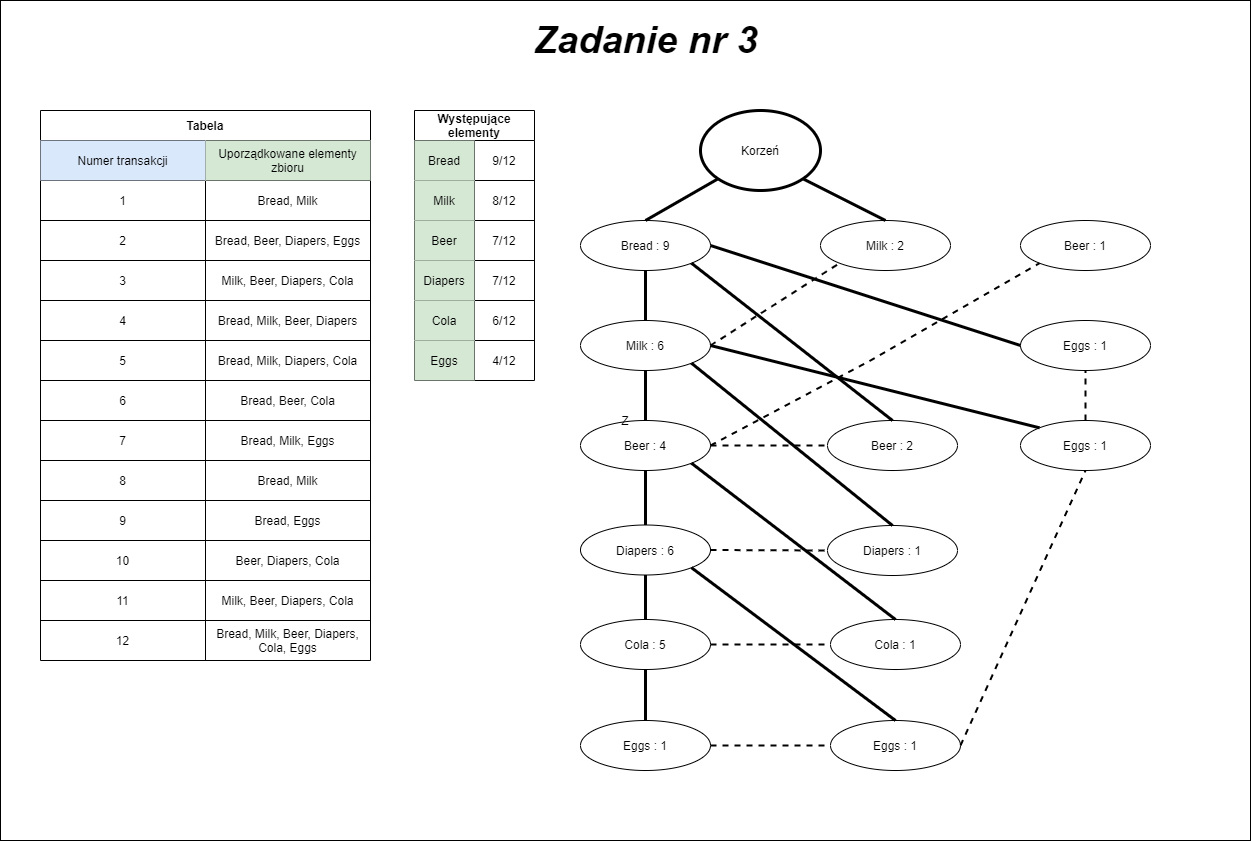 Zadanie nr 3
Tabela
Numer transakcji
Uporządkowane elementy
zbioru
1
Bread, Milk
2
Bread, Beer, Diapers, Eggs
3
Milk, Beer, Diapers, Cola
4
Bread, Milk, Beer, Diapers
5
Bread, Milk, Diapers, Cola
6
Bread, Beer, Cola
7
Bread, Milk, Eggs
8
Bread, Milk
9
Bread, Eggs
10
Beer, Diapers, Cola
11
Milk, Beer, Diapers, Cola
12
Bread, Milk, Beer, Diapers,
Cola, Eggs
Występujące
elementy
Bread
9/12
Milk
8/12
Beer
7/12
Diapers
7/12
Cola
6/12
Eggs
4/12
Korzeń
Bread : 9
Milk : 2
Beer : 1
Milk : 6
Eggs : 1
Z
Beer : 4
Beer : 2
Eggs : 1
Diapers : 6
Diapers : 1
Cola : 5
Cola : 1
Eggs : 1
Eggs : 1